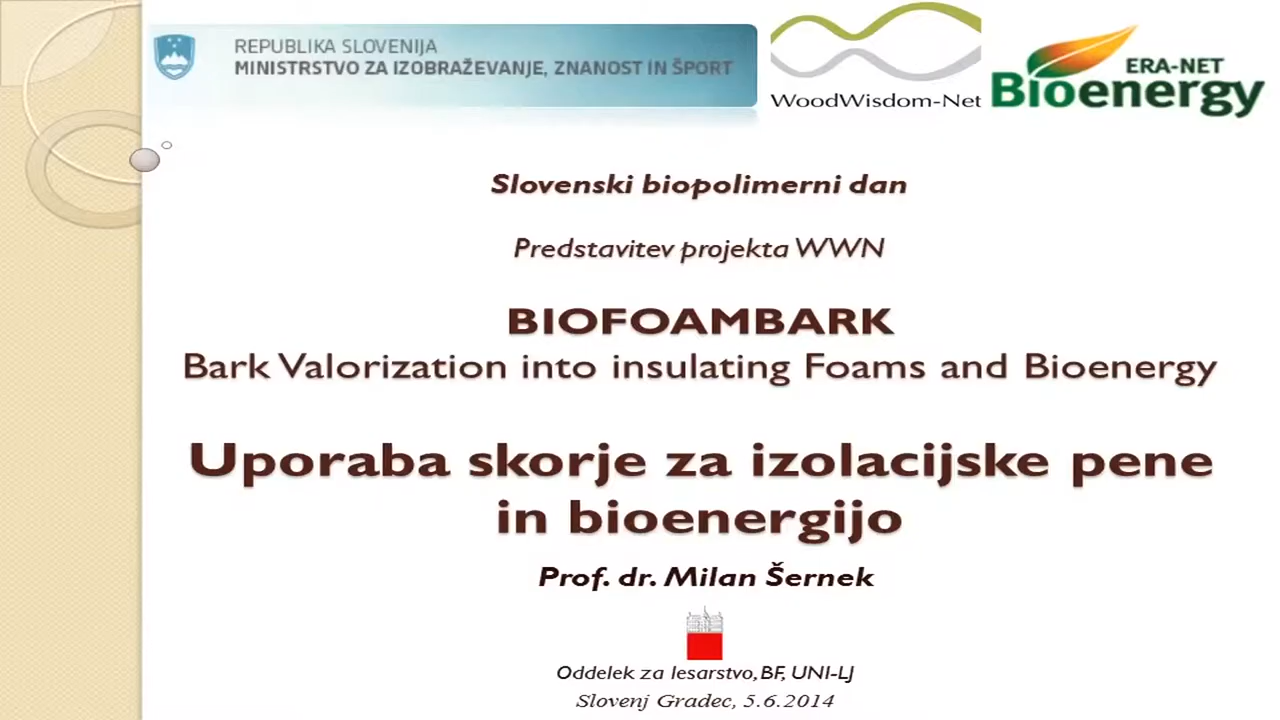 REPUBLIKA SLOVENIJA
MINISTRSTVO ZA IZOBRAŽEVANJE, ZNANOST IN ŠPORT
WoodWisdom-Net
ERA-NET
Bioenergy
Slovenski biopolimerni dan
Predstavitev projekta WWN
BIOFOAMBARK
Bark Valorization into insulating Foams and Bioenergy
Uporaba skorje za izolacijske pene
in bioenergijo
Prof. dr. Milan Šernek
Oddelek za lesarstvo, BF, UNI-LJ
Slovenj Gradec, 5.6.2014